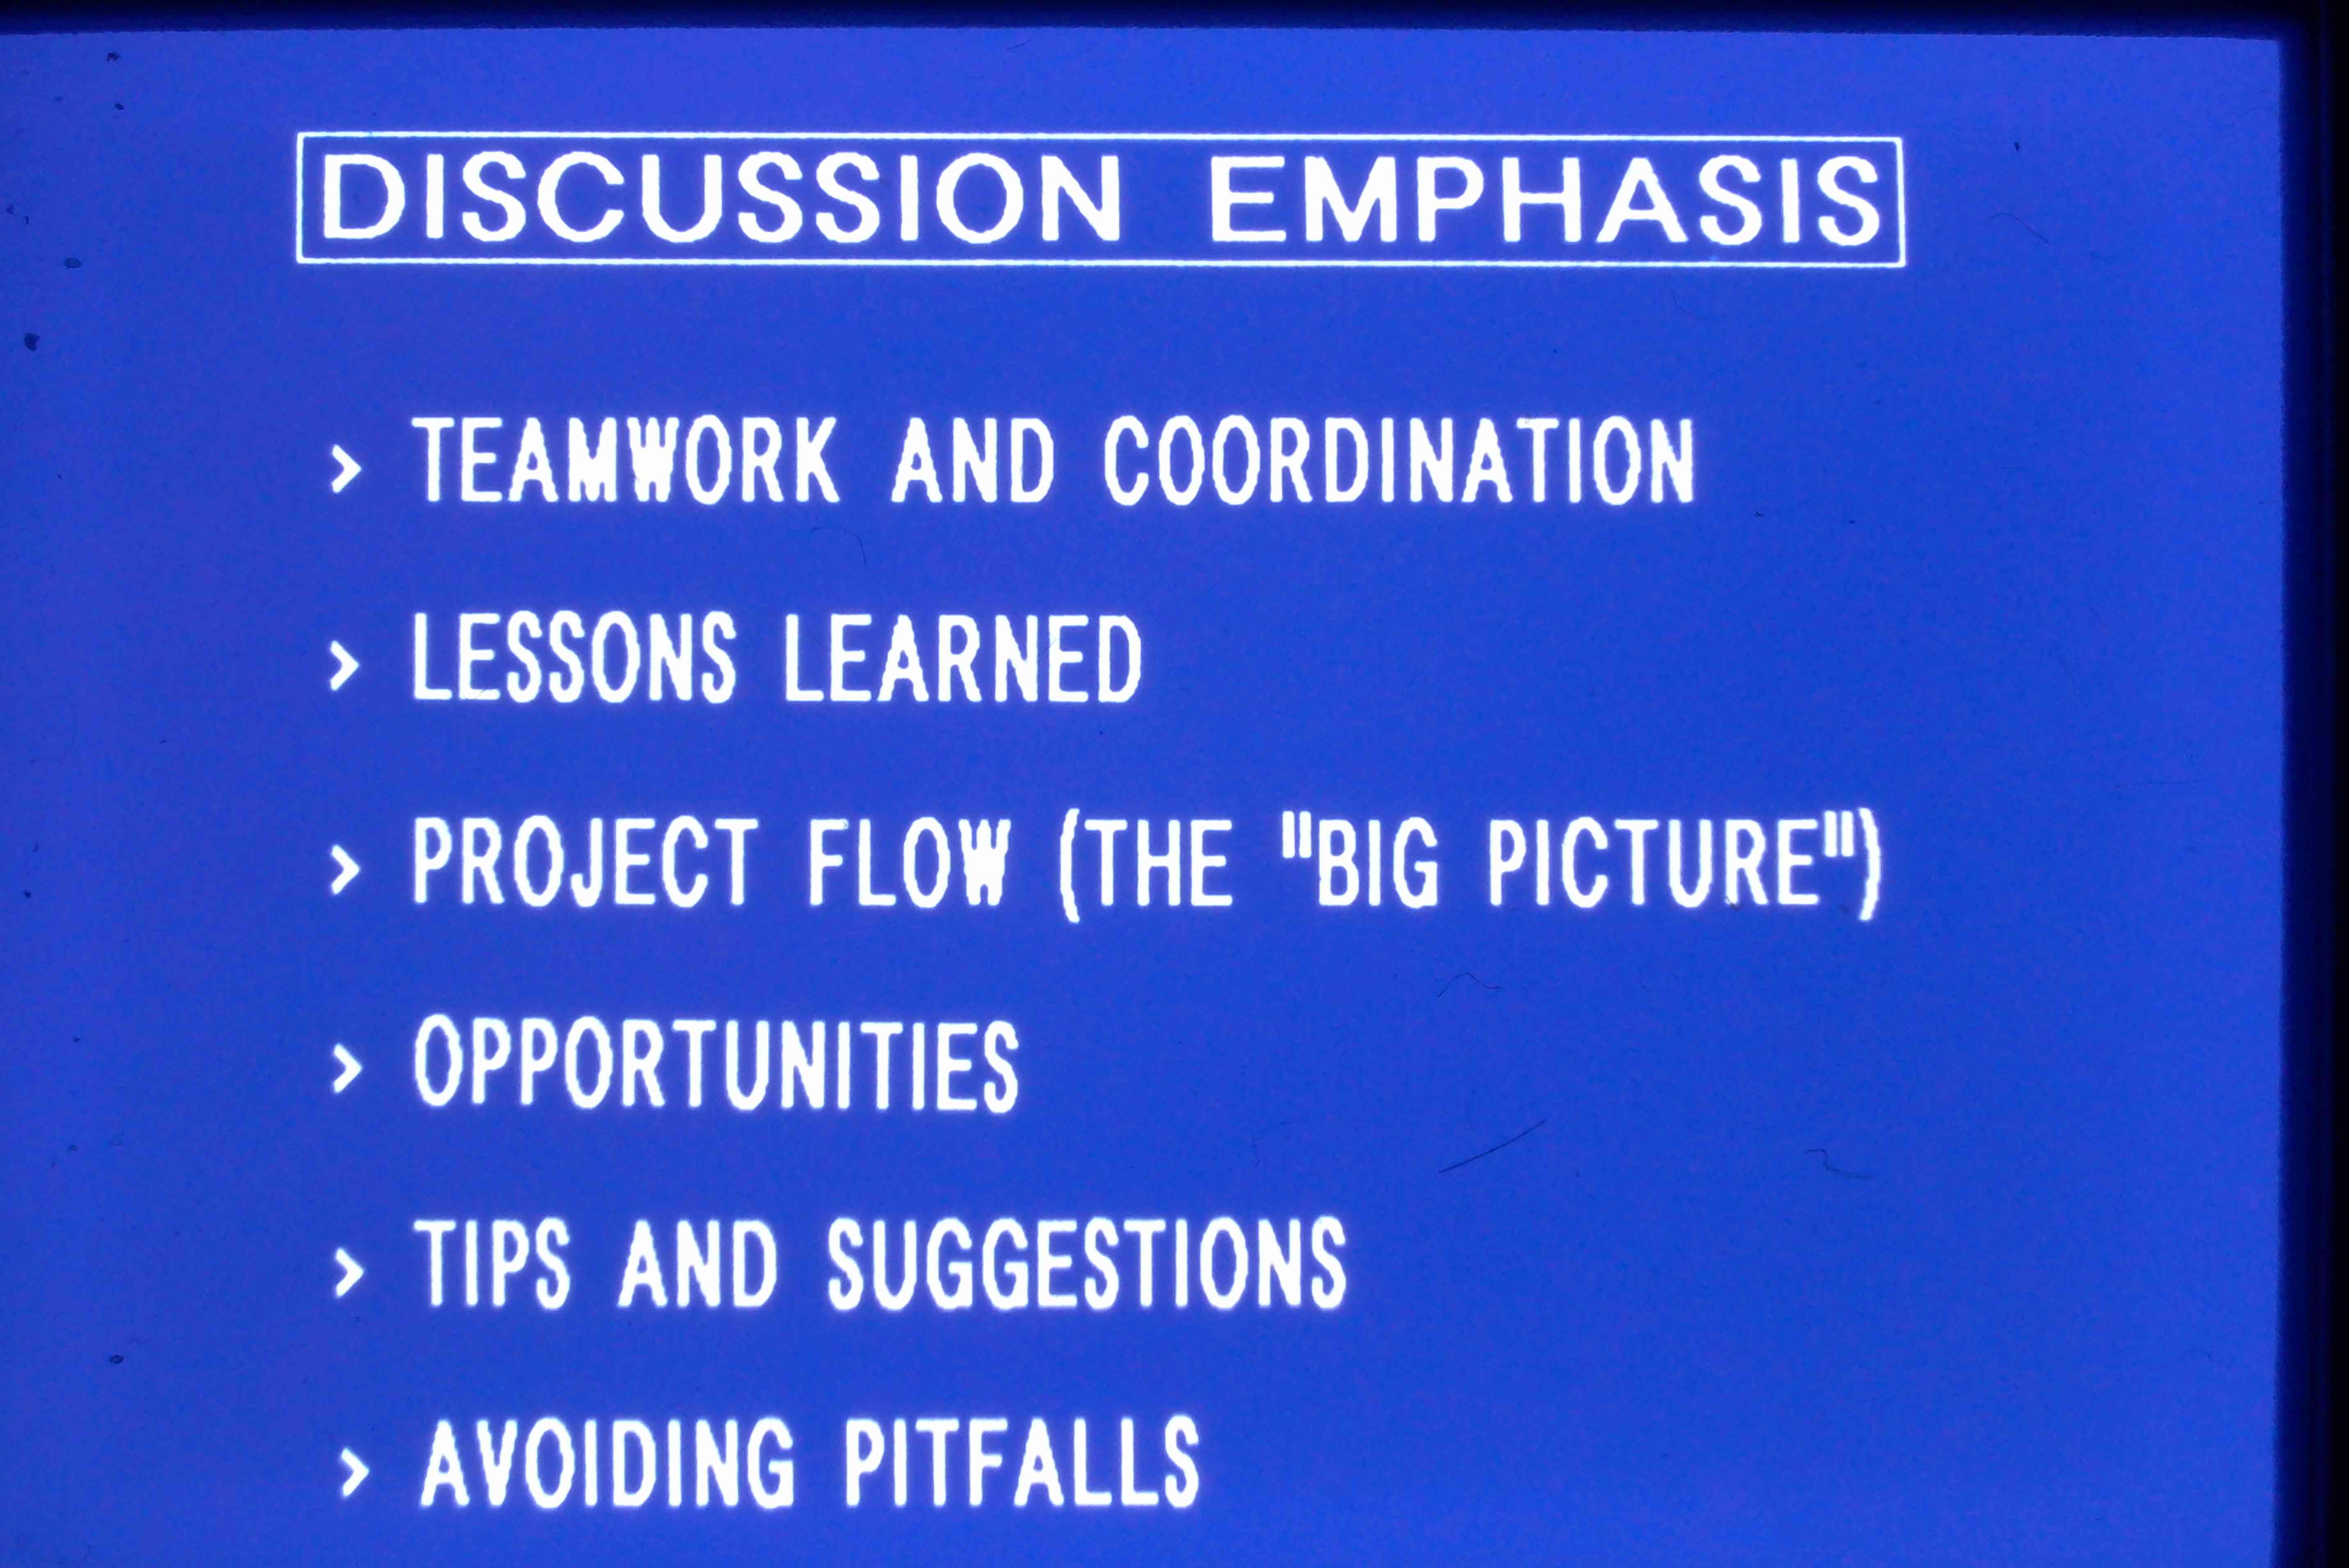 DISCUSSION EMPHASIS
> TEAMWORK AND COORDINATION
> LESSONS LEARNED
> PROJECT FLOW (THE "BIG PICTURE")
> OPPORTUNITIES
> TIPS AND SUGGESTIONS
> AVOIDING PITFALLS